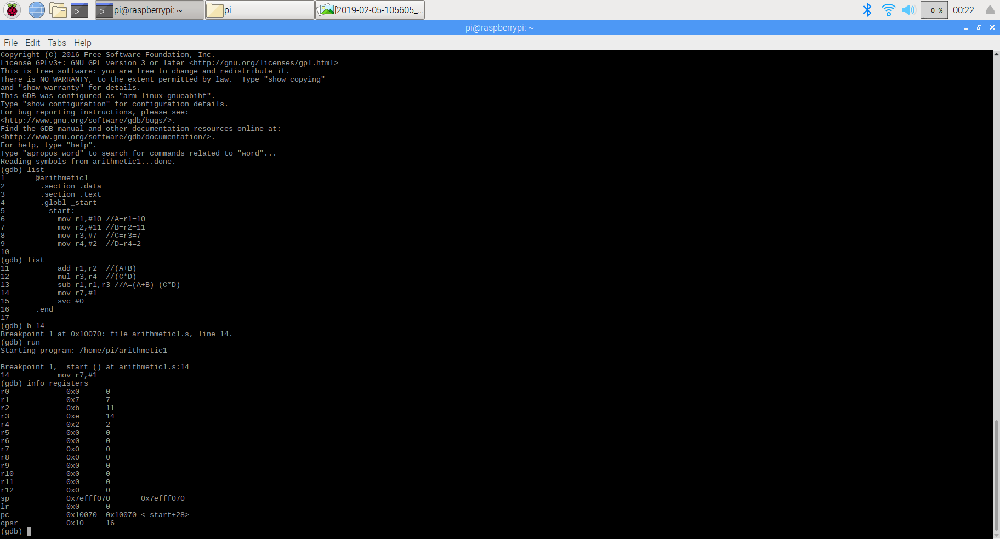 pi@raspberrypi: ~
pi
[2019-02-05-105605_...
0 %
00:22
pi@raspberrypi: ~
File Edit Tabs Help
Copyright (C) 2016 Free Software Foundation, Inc.
License GPLv3+: GNU GPL version 3 or later <http://gnu.org/licenses/gpl.html>
This is free software: you are free to change and redistribute it.
There is NO WARRANTY, to the extent permitted by law.  Type "show copying"
and "show warranty" for details.
This GDB was configured as "arm-linux-gnueabihf".
Type "show configuration" for configuration details.
For bug reporting instructions, please see:
<http://www.gnu.org/software/gdb/bugs/>.
Find the GDB manual and other documentation resources online at:
<http://www.gnu.org/software/gdb/documentation/>.
For help, type "help".
Type "apropos word" to search for commands related to "word"...
Reading symbols from arithmetic1...done.
(gdb) list
1       @arithmetic1
2        .section .data
3        .section .text
4        .globl _start
5         _start:
6            mov r1,#10 //A=r1=10
7            mov r2,#11 //B=r2=11
8            mov r3,#7  //C=r3=7
9            mov r4,#2  //D=r4=2
10
(gdb) list
11           add r1,r2  //(A+B)
12           mul r3,r4  //(C*D)
13           sub r1,r1,r3 //A=(A+B)-(C*D)
14           mov r7,#1
15           svc #0
16      .end
17
(gdb) b 14
Breakpoint 1 at 0x10070: file arithmetic1.s, line 14.
(gdb) run
Starting program: /home/pi/arithmetic1
Breakpoint 1, _start () at arithmetic1.s:14
14           mov r7,#1
(gdb) info registers
r0             0x0      0
r1             0x7      7
r2             0xb      11
r3             0xe      14
r4             0x2      2
r5             0x0      0
r6             0x0      0
r7             0x0      0
r8             0x0      0
r9             0x0      0
r10            0x0      0
r11            0x0      0
r12            0x0      0
sp             0x7efff070       0x7efff070
lr             0x0      0
pc             0x10070  0x10070 <_start+28>
cpsr           0x10     16
(gdb)